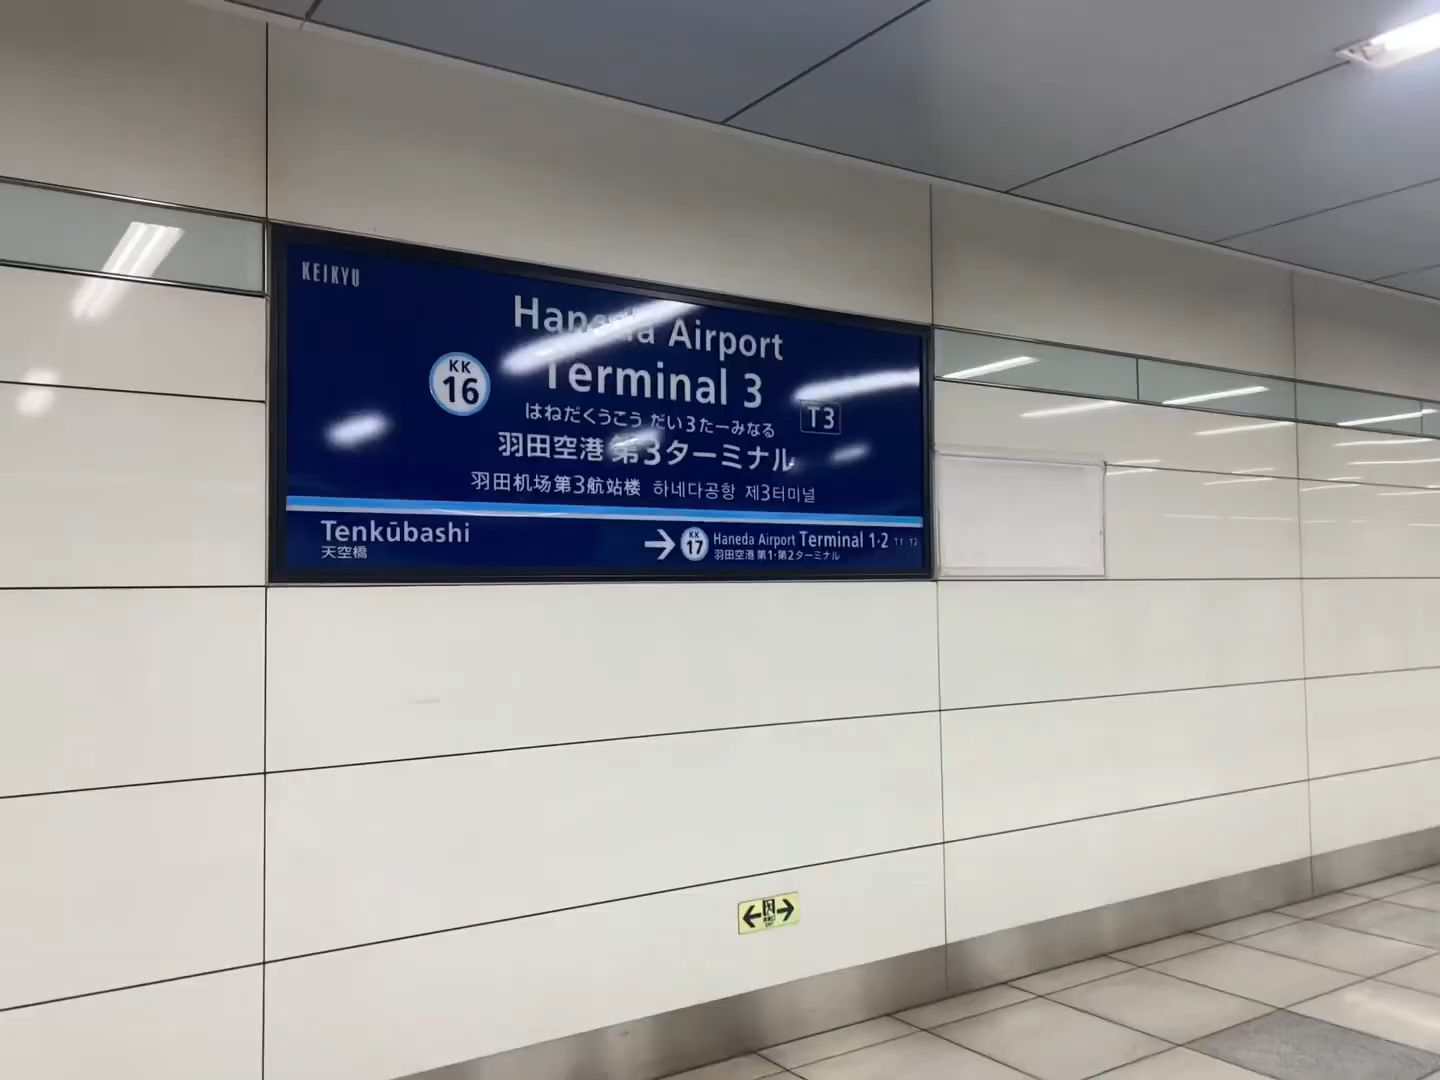 KEIKYU
Haneda Airport
Terminal 3
KK
16
はねだくうこう だい3たーみなる
T3
羽田空港 第3ターミナル
羽田机场第3航站楼 하네다공항 제3터미널
Tenkūbashi
天空橋
→ KK 17 Haneda Airport Terminal 1·2 T1 T2
羽田空港 第1·第2ターミナル